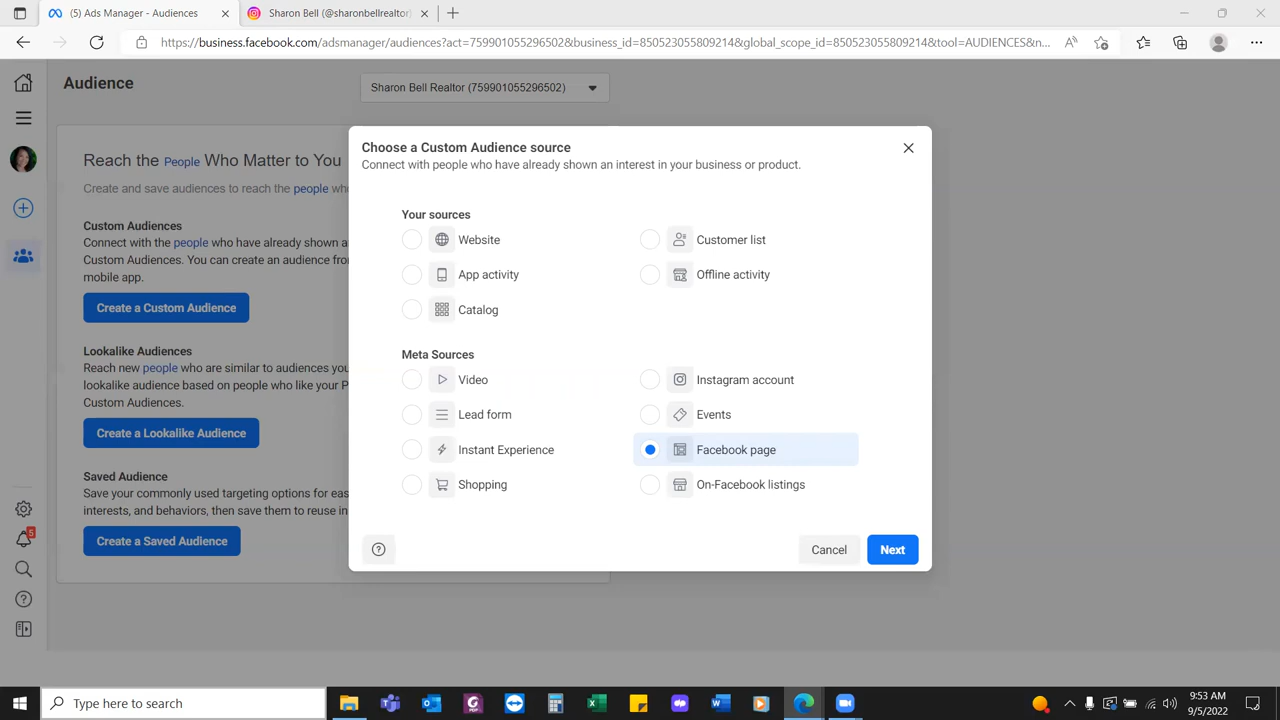 (5) Ads Manager - Audiences
Sharon Bell (@sharonbellrealtor)
https://business.facebook.com/adsmanager/audiences?act=759901055296502&business_id=850523055809214&global_scope_id=850523055809214&tool=AUDIENCES&n...
Audience
Sharon Bell Realtor (759901055296502)
Reach the People Who Matter to You
Create and save audiences to reach the people who
Custom Audiences
Connect with the people who have already shown a
Custom Audiences. You can create an audience from
mobile app.
Create a Custom Audience
Lookalike Audiences
Reach new people who are similar to audiences you
lookalike audience based on people who like your P
Custom Audiences.
Create a Lookalike Audience
Saved Audience
Save your commonly used targeting options for eas
interests, and behaviors, then save them to reuse in
Create a Saved Audience
5
Choose a Custom Audience source
Connect with people who have already shown an interest in your business or product.
Your sources
Website
Customer list
App activity
Offline activity
Catalog
Meta Sources
Video
Instagram account
Lead form
Events
Instant Experience
Facebook page
Shopping
On-Facebook listings
Cancel
Next
Type here to search
9:53 AM
9/5/2022